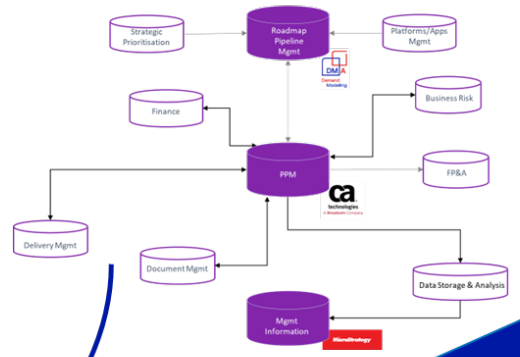 Strategic
Prioritisation
Roadmap
Pipeline
Mgmt
Platforms/Apps
Mgmt
DMA
Demand
Modelling
Finance
Business Risk
PPM
FP&A
ca
technologies
A Broadcom Company
Delivery Mgmt
Document Mgmt
Data Storage & Analysis
Mgmt
Information